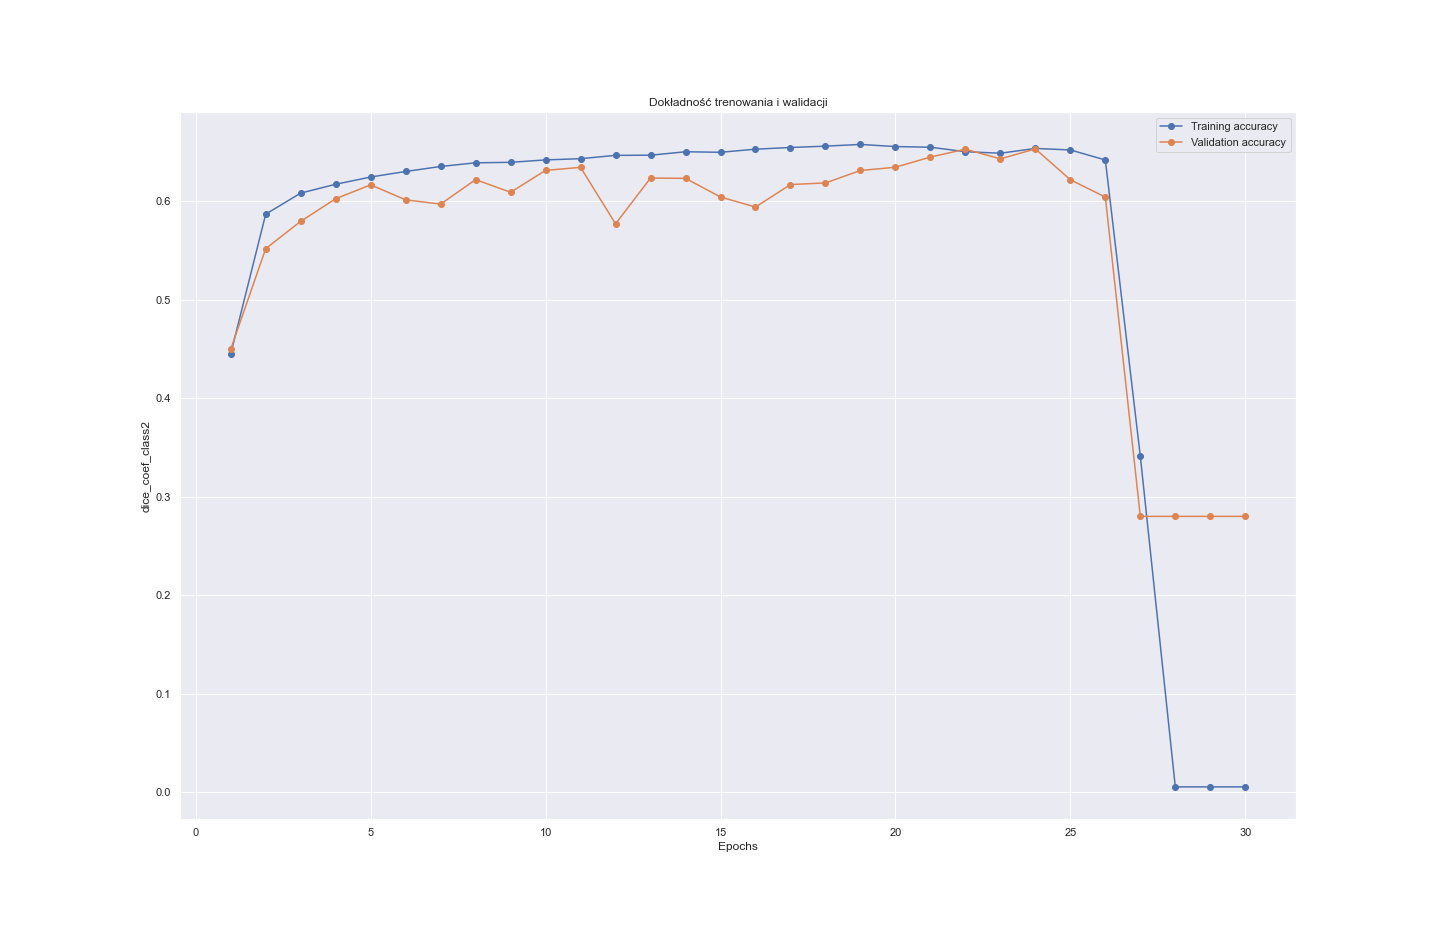 Dokładność trenowania i walidacji
Training accuracy
Validation accuracy
0.6
0.5
0.4
0.3
0.2
0.1
0.0
dice_coef_class2
0 5 10 15 20 25 30
Epochs